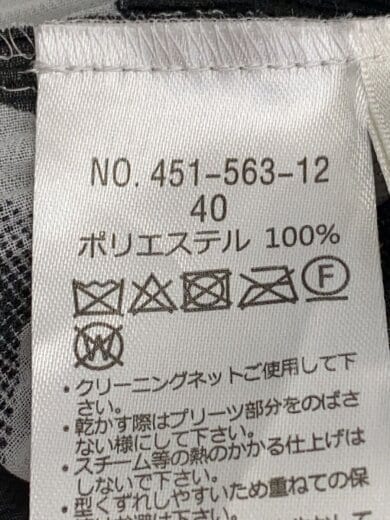 NO. 451-563-12
40
ポリエステル 100%
F
W
・クリーニングネットご使用して下
さい。
・乾かす際はプリーツ部分をのばさ
ない様にして下さい。
・スチーム等の熱のかかる仕上げは
しないで下さい。
・型くずれしやすいため重ねての保